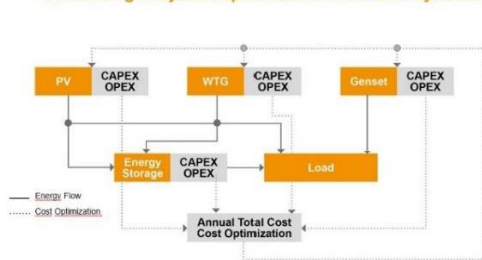 PV
CAPEX
OPEX
WTG
CAPEX
OPEX
Genset
CAPEX
OPEX
Energy
Storage
CAPEX
OPEX
Load
Energy Flow
Cost Optimization
Annual Total Cost
Cost Optimization